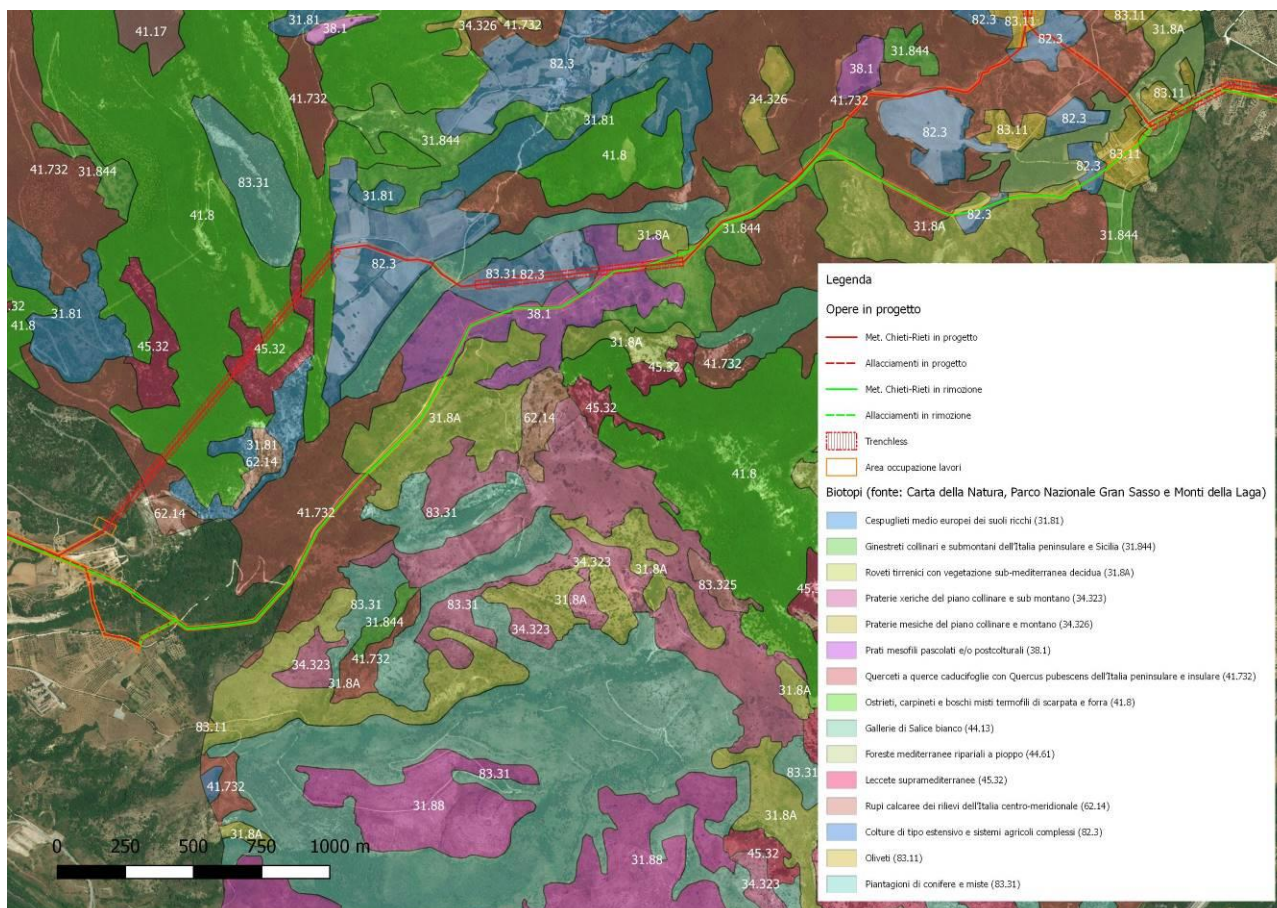 41.17
31.81
38.1
34.326
41.732
82.3
83.11
82.3
83.11
31.8A
82.3
38.1
31.844
34.326
41.732
83.11
41.732
31.844
31.81
82.3
83.11
82.3
83.11
41.732
31.844
83.31
41.8
82.3
31.81
41.8
31.844
31.8A
82.3
31.844
31.8A
82.3
83.31
82.3
32
31.81
41.8
38.1
45.32
45.32
31.8A
45.32
41.732
31.8A
62.14
45.32
31.81
62.14
41.8
62.14
41.732
83.31
34.323
31.8A
83.325
45.3
83.31
83.31
31.8A
31.844
34.323
34.323
41.732
31.8A
31.8A
83.11
83.31
83.31
41.732
31.88
31.8A
31.88
45.32
34.323
0 250 500 750 1000 m
Legenda
Opere in progetto
Met. Chieti-Rieti in progetto
Allacciamenti in progetto
Met. Chieti-Rieti in rimozione
Allacciamenti in rimozione
Trenchless
Area occupazione lavori
Biotopi (fonte: Carta della Natura, Parco Nazionale Gran Sasso e Monti della Laga)
Cespuglieti medio europei dei suoli ricchi (31.81)
Ginestreti collinari e submontani dell'Italia peninsulare e Sicilia (31.844)
Roveti tirrenici con vegetazione sub-mediterranea decidua (31.8A)
Praterie xeriche del piano collinare e sub montano (34.323)
Praterie mesiche del piano collinare e montano (34.326)
Prati mesofili pascolati e/o postcolturali (38.1)
Querceti a querce caducifoglie con Quercus pubescens dell'Italia peninsulare e insulare (41.732)
Ostrieti, carpineti e boschi misti termofili di scarpata e forra (41.8)
Gallerie di Salice bianco (44.13)
Foreste mediterranee ripariali a pioppo (44.61)
Leccete supramediterranee (45.32)
Rupi calcaree dei rilievi dell'Italia centro-meridionale (62.14)
Colture di tipo estensivo e sistemi agricoli complessi (82.3)
Oliveti (83.11)
Piantagioni di conifere e miste (83.31)